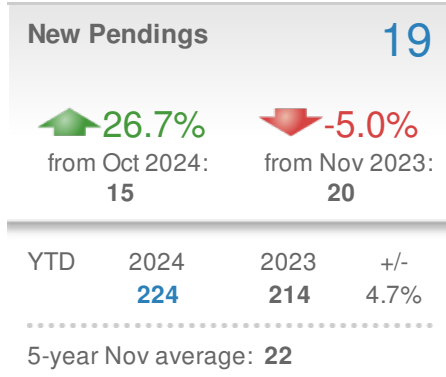 New Pendings 19
26.7% -5.0%
from Oct 2024: from Nov 2023:
15 20
YTD 2024 2023 +/-
224 214 4.7%
5-year Nov average: 22